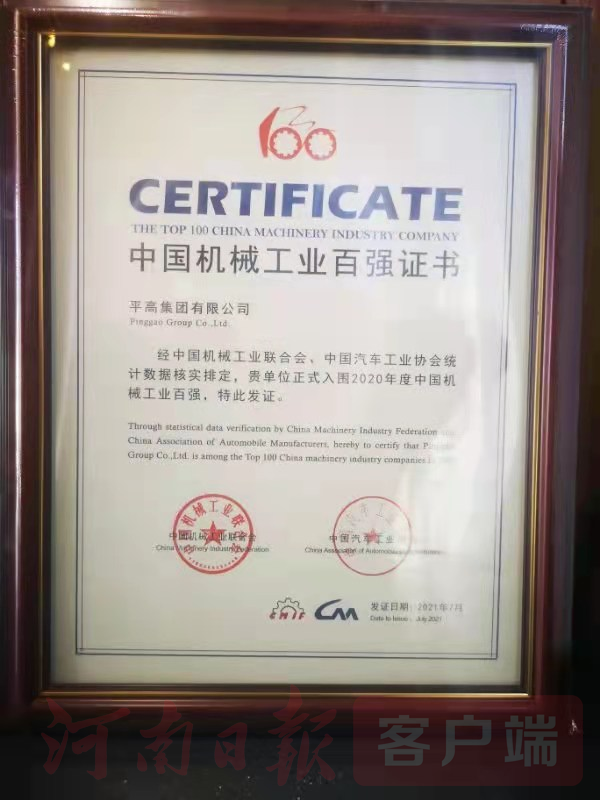 100
CERTIFICATE
THE TOP 100 CHINA MACHINERY INDUSTRY COMPANY
中国机械工业百强证书
平高集团有限公司
Pinggao Group Co.,Ltd.
经中国机械工业联合会、中国汽车工业协会统
计数据核实排定，贵单位正式入围2020年度中国机
械工业百强，特此发证。
Through statistical data verification by China Machinery Industry Federation
China Association of Automobile Manufacturers, hereby to certify that
Group Co.,Ltd. is among the Top 100 China machinery industry companies
中国机械工业联合会
China Machinery Industry Federation
中国汽车工业
China Association of Automobile
CMIF CAAM
发证日期：2021年7月
Date to Issue：July.2021
河南日报 客户端